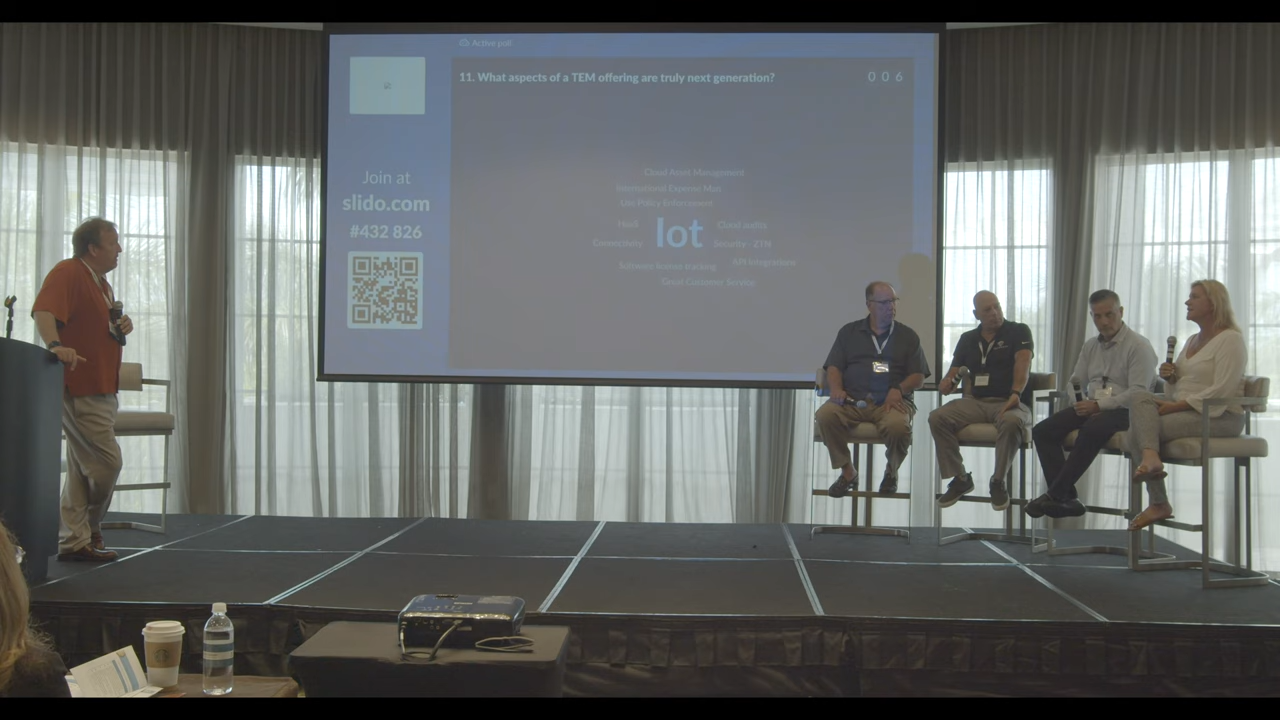 Active poll
11. What aspects of a TEM offering are truly next generation?
0 0 6
Join at
slido.com
#432 826
Cloud Asset Management
International Expense Man
Use Policy Enforcement
HaaS
Iot
Cloud audits
Connectivity
Security - ZTN
Software license tracking
API Integrations
Great Customer Service